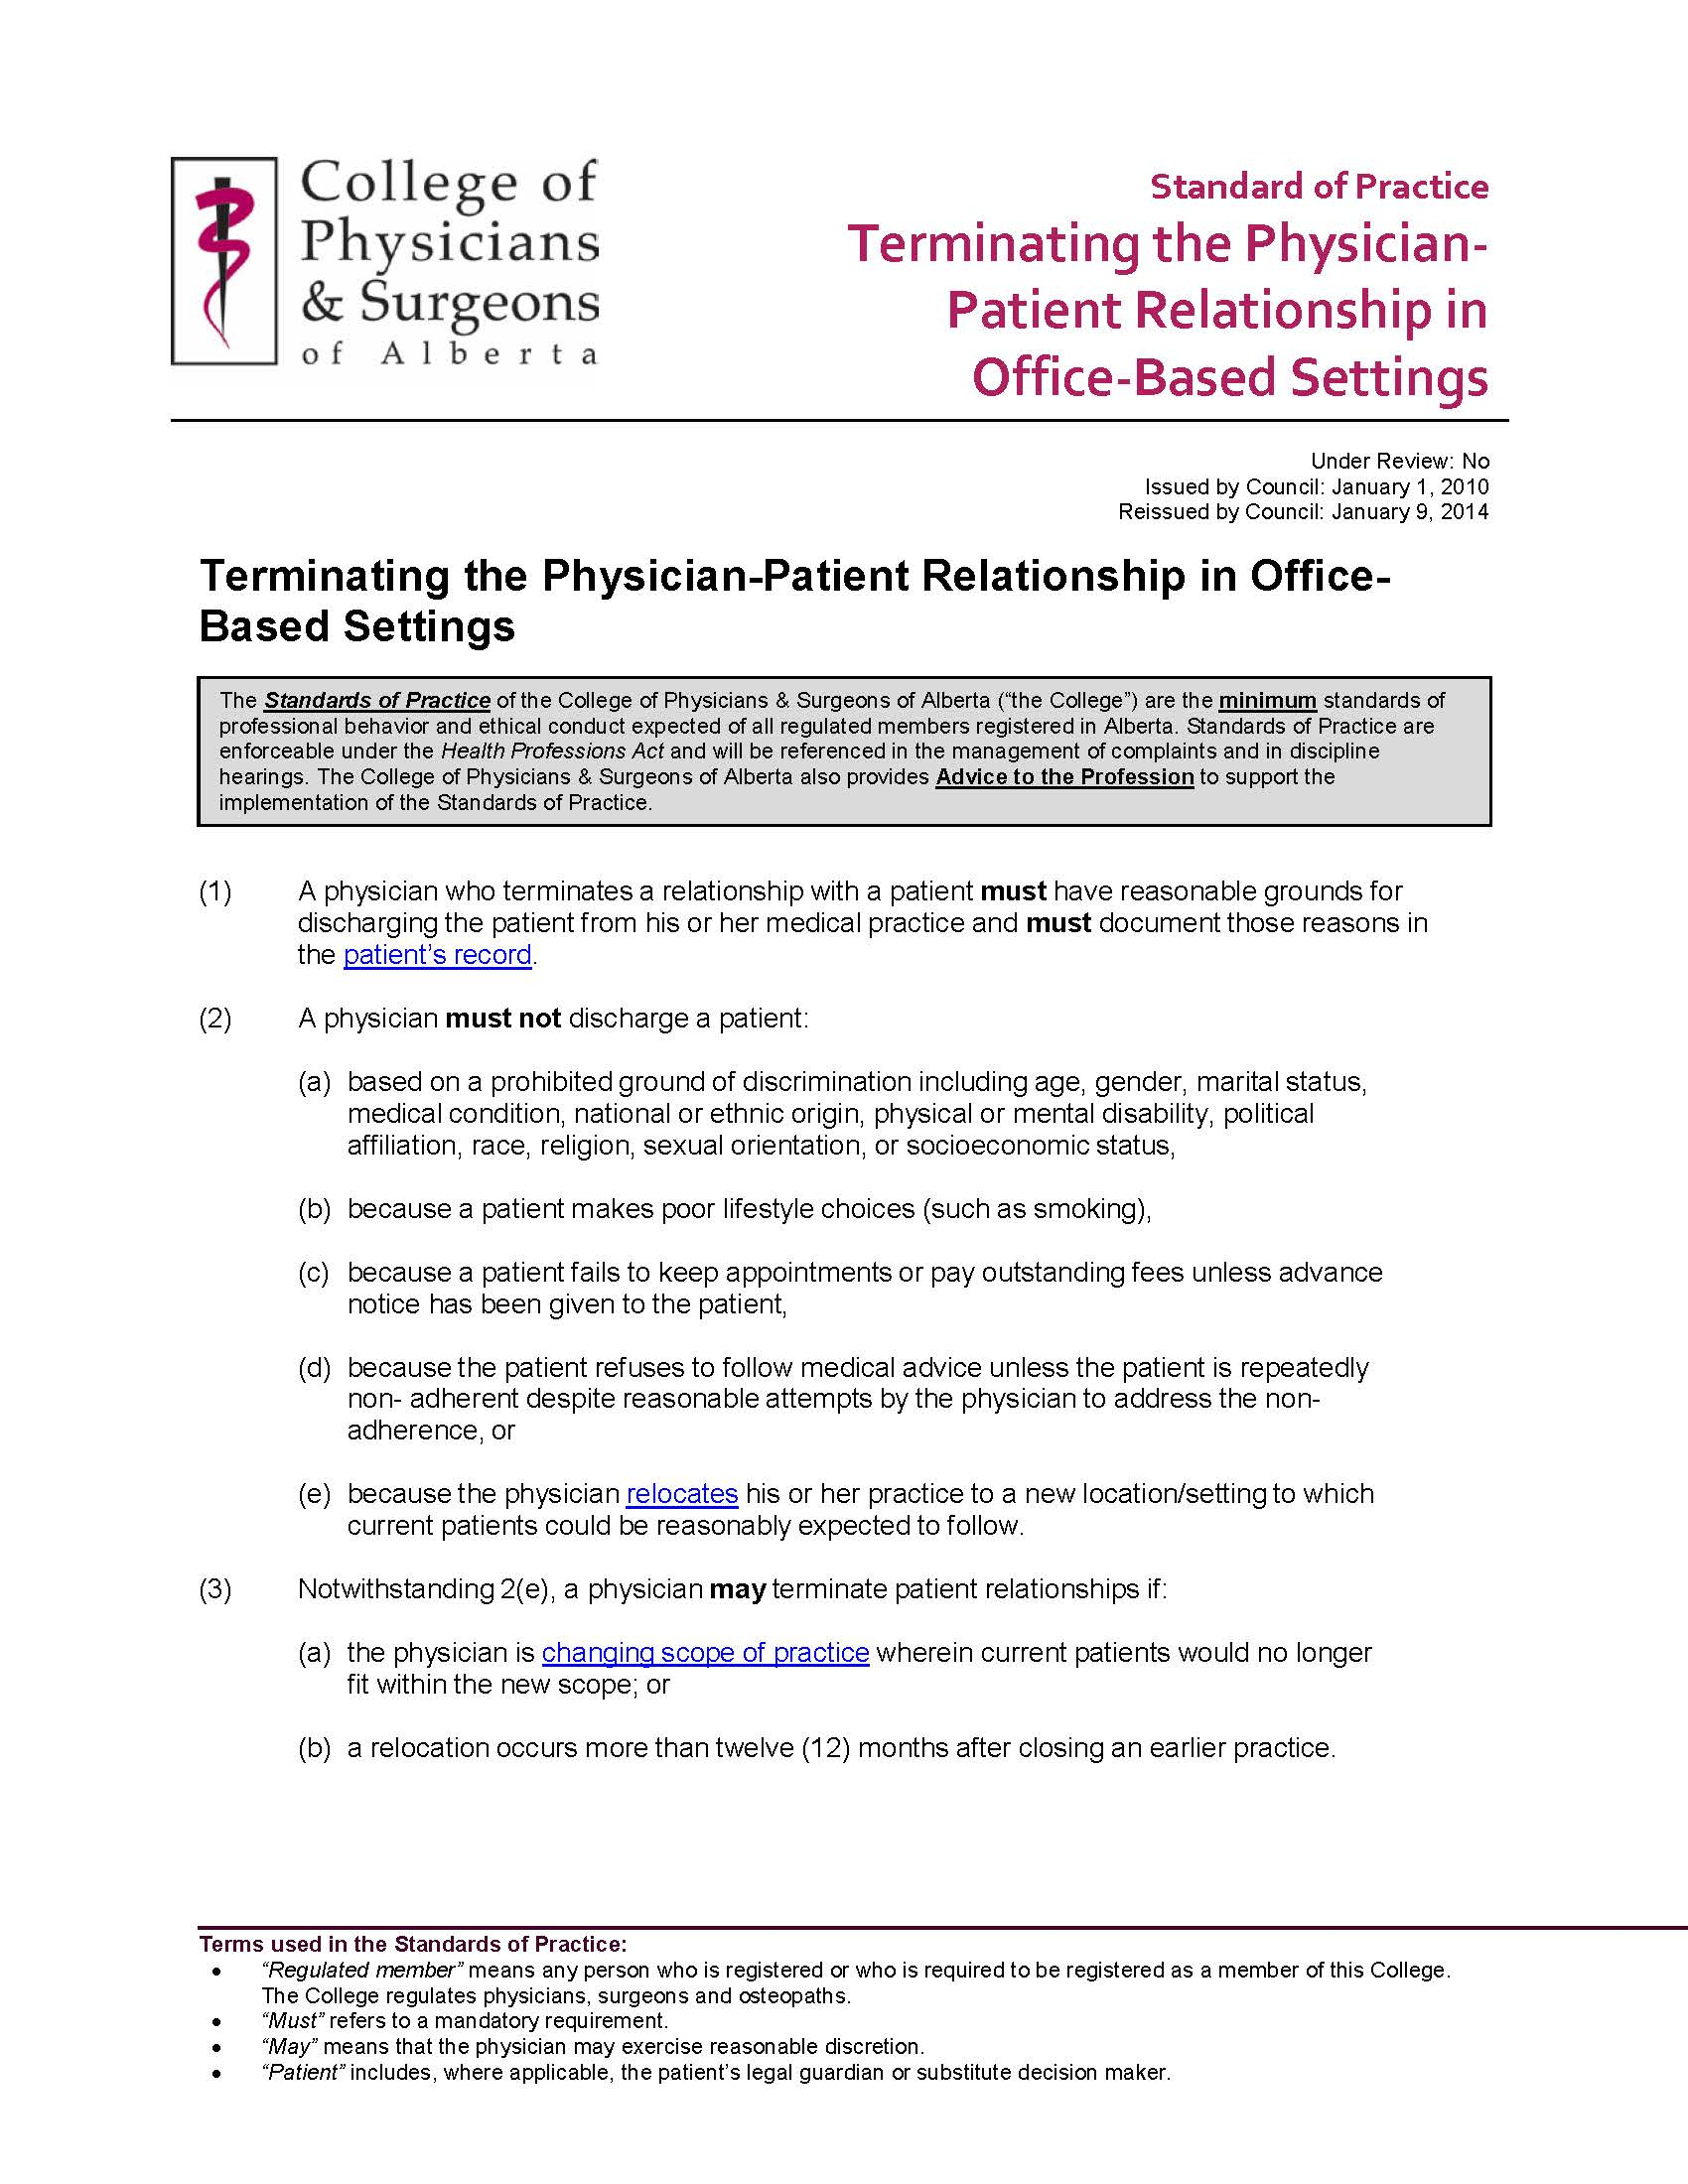 College of
Physicians
& Surgeons
of Alberta
Standard of Practice
Terminating the Physician-
Patient Relationship in
Office-Based Settings
Under Review: No
Issued by Council: January 1, 2010
Reissued by Council: January 9, 2014
Terminating the Physician-Patient Relationship in Office-
Based Settings
The Standards of Practice of the College of Physicians & Surgeons of Alberta (“the College”) are the minimum standards of
professional behavior and ethical conduct expected of all regulated members registered in Alberta. Standards of Practice are
enforceable under the Health Professions Act and will be referenced in the management of complaints and in discipline
hearings. The College of Physicians & Surgeons of Alberta also provides Advice to the Profession to support the
implementation of the Standards of Practice.
(1) A physician who terminates a relationship with a patient must have reasonable grounds for
discharging the patient from his or her medical practice and must document those reasons in
the patient’s record.
(2) A physician must not discharge a patient:
(a) based on a prohibited ground of discrimination including age, gender, marital status,
medical condition, national or ethnic origin, physical or mental disability, political
affiliation, race, religion, sexual orientation, or socioeconomic status,
(b) because a patient makes poor lifestyle choices (such as smoking),
(c) because a patient fails to keep appointments or pay outstanding fees unless advance
notice has been given to the patient,
(d) because the patient refuses to follow medical advice unless the patient is repeatedly
non- adherent despite reasonable attempts by the physician to address the non-
adherence, or
(e) because the physician relocates his or her practice to a new location/setting to which
current patients could be reasonably expected to follow.
(3) Notwithstanding 2(e), a physician may terminate patient relationships if:
(a) the physician is changing scope of practice wherein current patients would no longer
fit within the new scope; or
(b) a relocation occurs more than twelve (12) months after closing an earlier practice.
Terms used in the Standards of Practice:
• “Regulated member” means any person who is registered or who is required to be registered as a member of this College.
The College regulates physicians, surgeons and osteopaths.
• “Must” refers to a mandatory requirement.
• “May” means that the physician may exercise reasonable discretion.
• “Patient” includes, where applicable, the patient’s legal guardian or substitute decision maker.